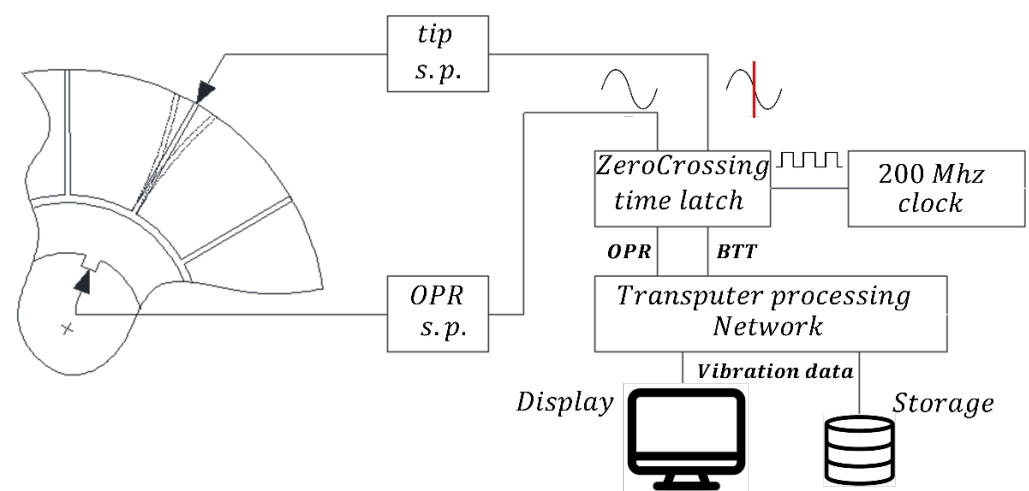 tip
s.p.
ZeroCrossing
time latch
200 Mhz
clock
OPR
BTT
OPR
s.p.
Transputer processing
Network
Vibration data
Display
Storage